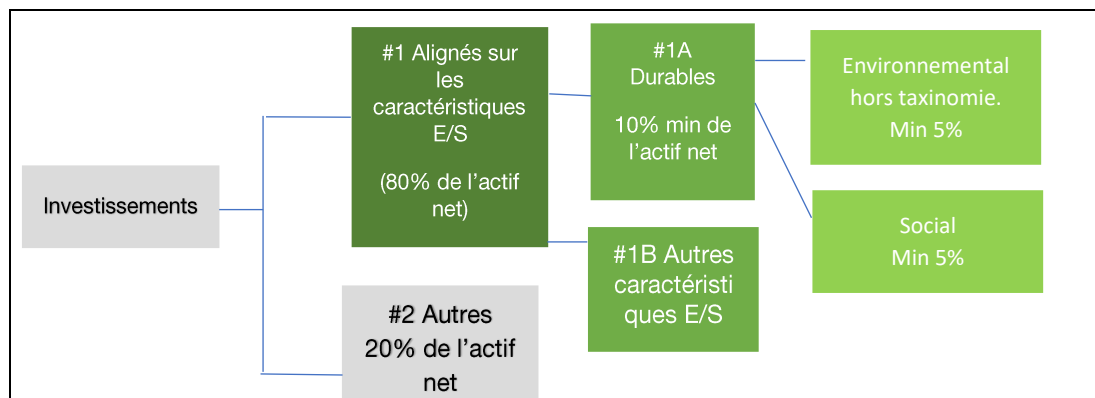 Investissements
#1 Alignés sur
les
caractéristiques
E/S
(80% de l'actif
net)
#2 Autres
20% de l'actif
net
#1A
Durables
10% min de
l'actif net
#1B Autres
caractéristi
ques E/S
Environnemental
hors taxinomie.
Min 5%
Social
Min 5%